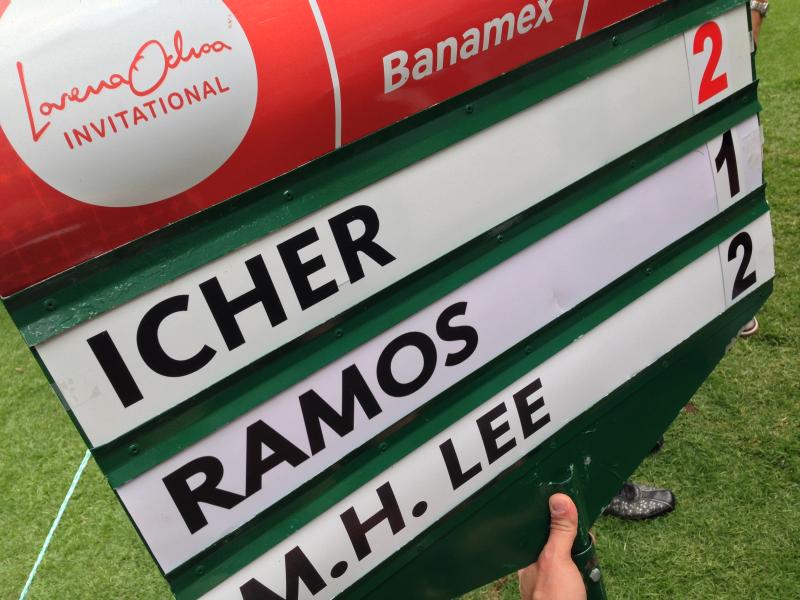 Lorena Ochoa
INVITATIONAL
Banamex
ICHER 2
RAMOS 1
M.H. LEE 2